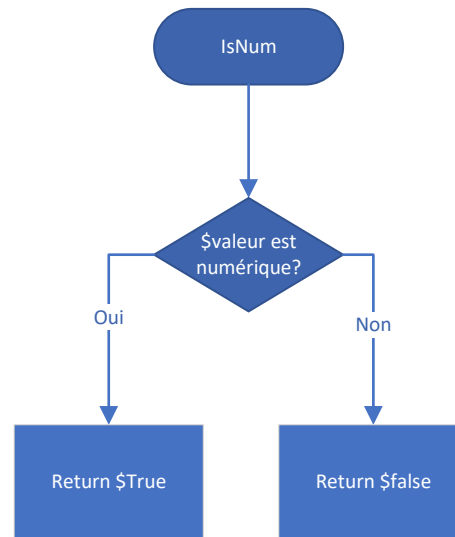 IsNum
$valeur est
numérique?
Oui
Non
Return $True
Return $false